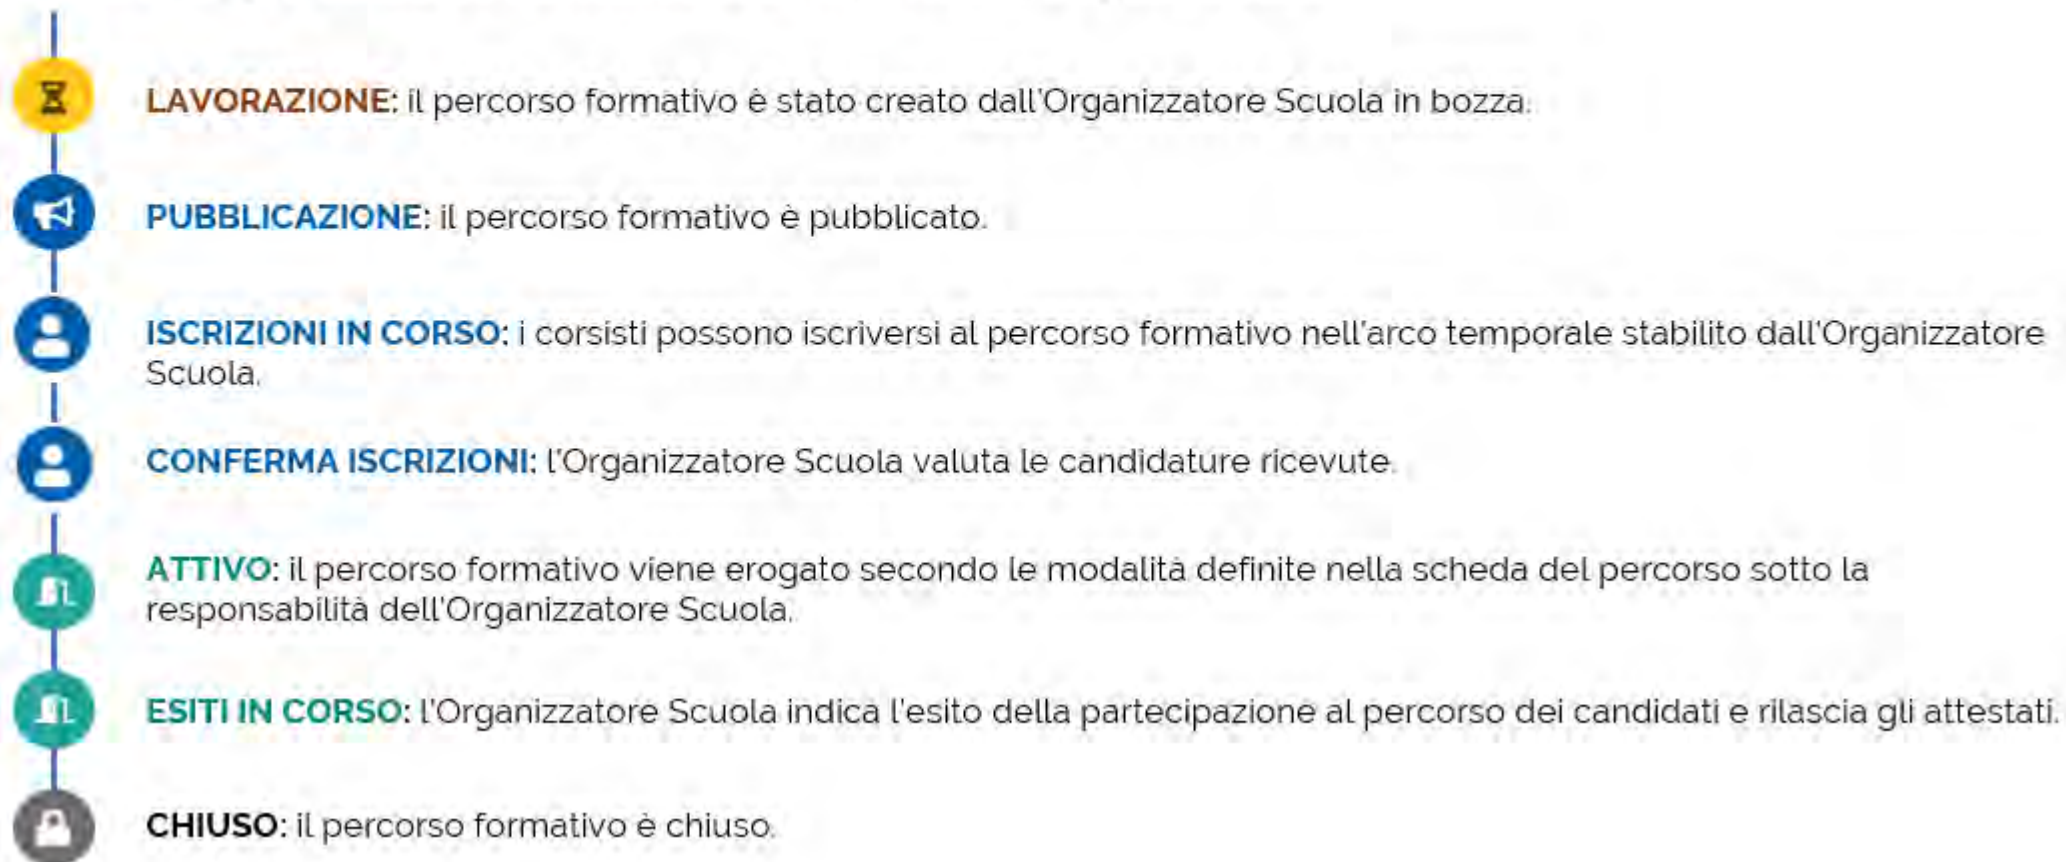 LAVORAZIONE: il percorso formativo è stato creato dall'Organizzatore Scuola in bozza.
PUBBLICAZIONE: il percorso formativo è pubblicato.
ISCRIZIONI IN CORSO: i corsisti possono iscriversi al percorso formativo nell'arco temporale stabilito dall'Organizzatore
Scuola.
CONFERMA ISCRIZIONI: l'Organizzatore Scuola valuta le candidature ricevute.
ATTIVO: il percorso formativo viene erogato secondo le modalità definite nella scheda del percorso sotto la
responsabilità dell'Organizzatore Scuola.
ESITI IN CORSO: l'Organizzatore Scuola indica l'esito della partecipazione al percorso dei candidati e rilascia gli attestati.
CHIUSO: il percorso formativo è chiuso.